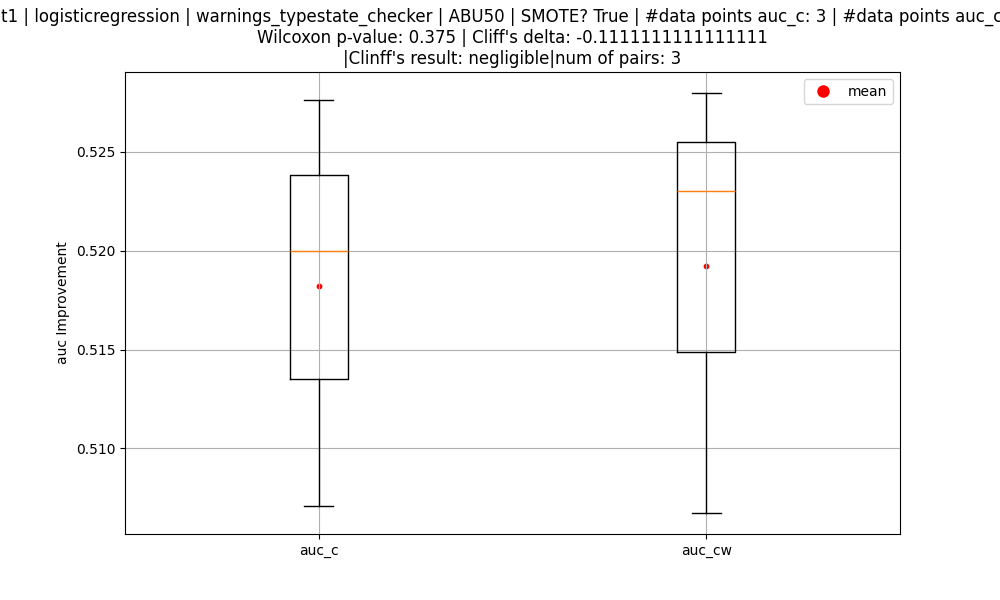 t1 | logisticregression | warnings_typestate_checker | ABU50 | SMOTE? True | #data points auc_c: 3 | #data points auc_c
Wilcoxon p-value: 0.375 | Cliff's delta: -0.1111111111111111
|Clinff's result: negligible|num of pairs: 3
mean
0.525
0.520
0.515
0.510
auc Improvement
auc_c
auc_cw